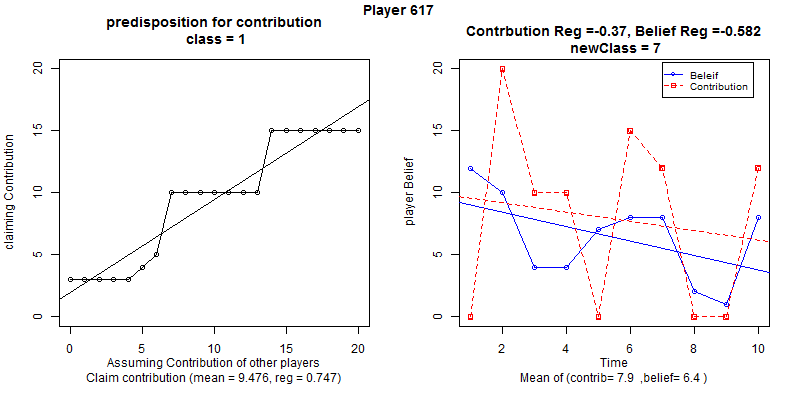 Player 617
predisposition for contribution
class = 1
claiming Contribution
20
15
10
5
0
0 5 10 15 20
Assuming Contribution of other players
Claim contribution (mean = 9.476, reg = 0.747)
Contrbution Reg =-0.37, Belief Reg =-0.582
newClass = 7
Beleif
Contribution
player Belief
20
15
10
5
0
2 4 6 8 10
Time
Mean of (contrib= 7.9 ,belief= 6.4 )